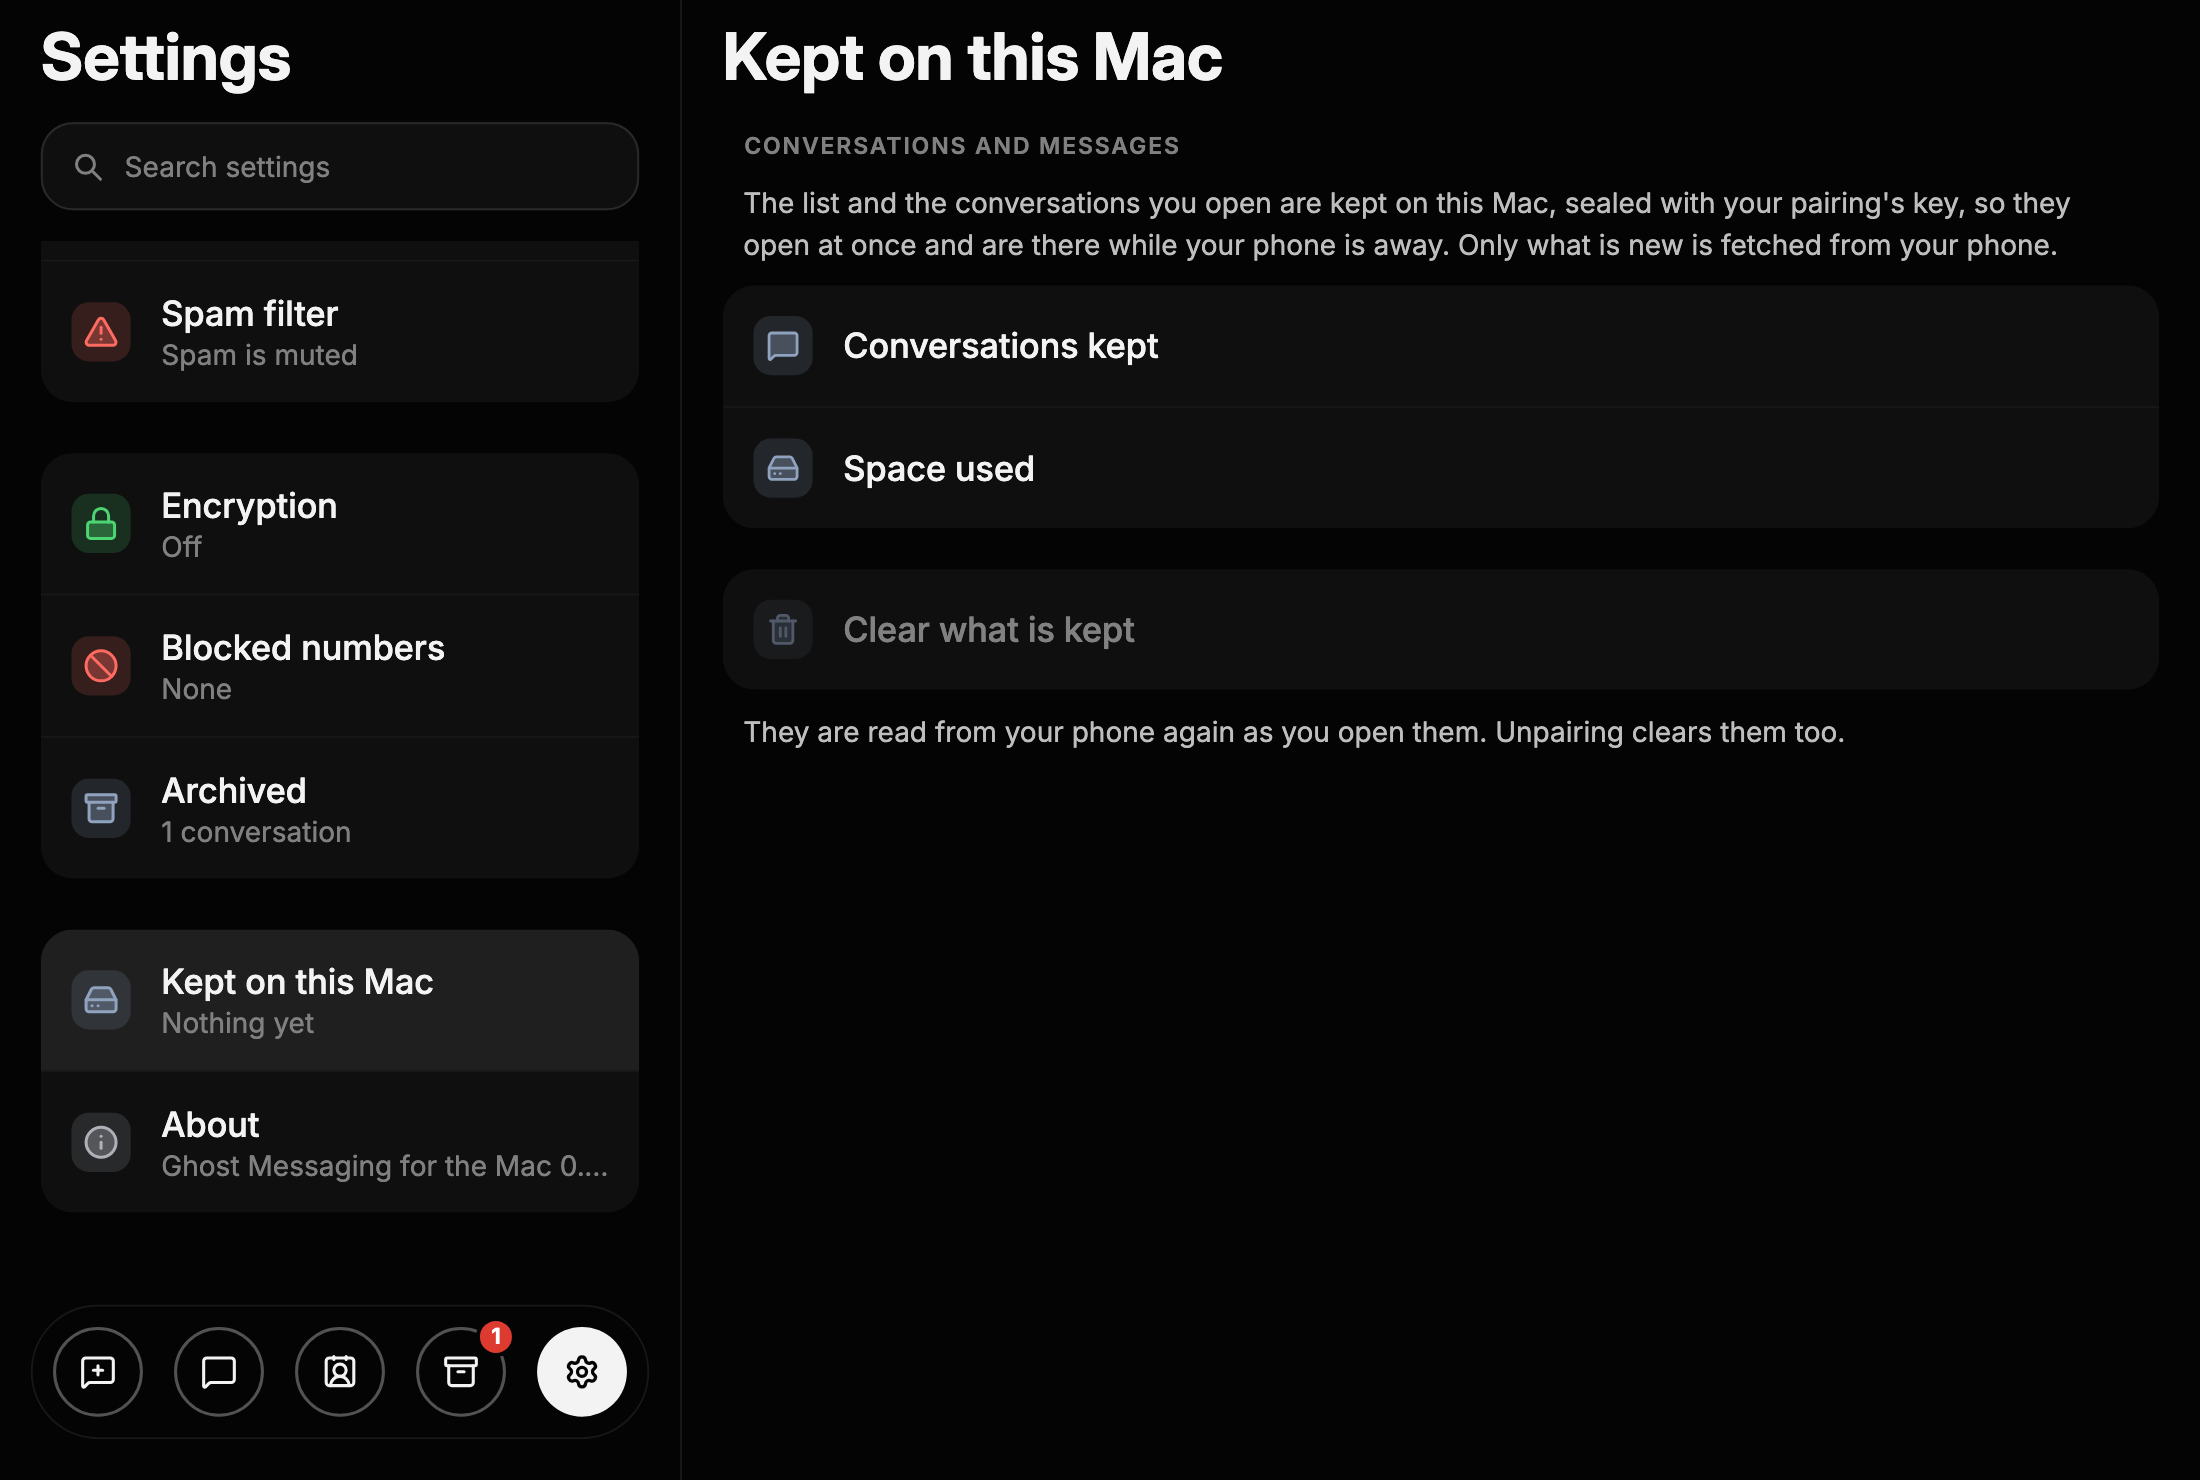 Settings
Search settings
Spam filter
Spam is muted
Encryption
Off
Blocked numbers
None
Archived
1 conversation
Kept on this Mac
Nothing yet
About
Ghost Messaging for the Mac 0....
1
Kept on this Mac
CONVERSATIONS AND MESSAGES
The list and the conversations you open are kept on this Mac, sealed with your pairing's key, so they
open at once and are there while your phone is away. Only what is new is fetched from your phone.
Conversations kept
Space used
Clear what is kept
They are read from your phone again as you open them. Unpairing clears them too.